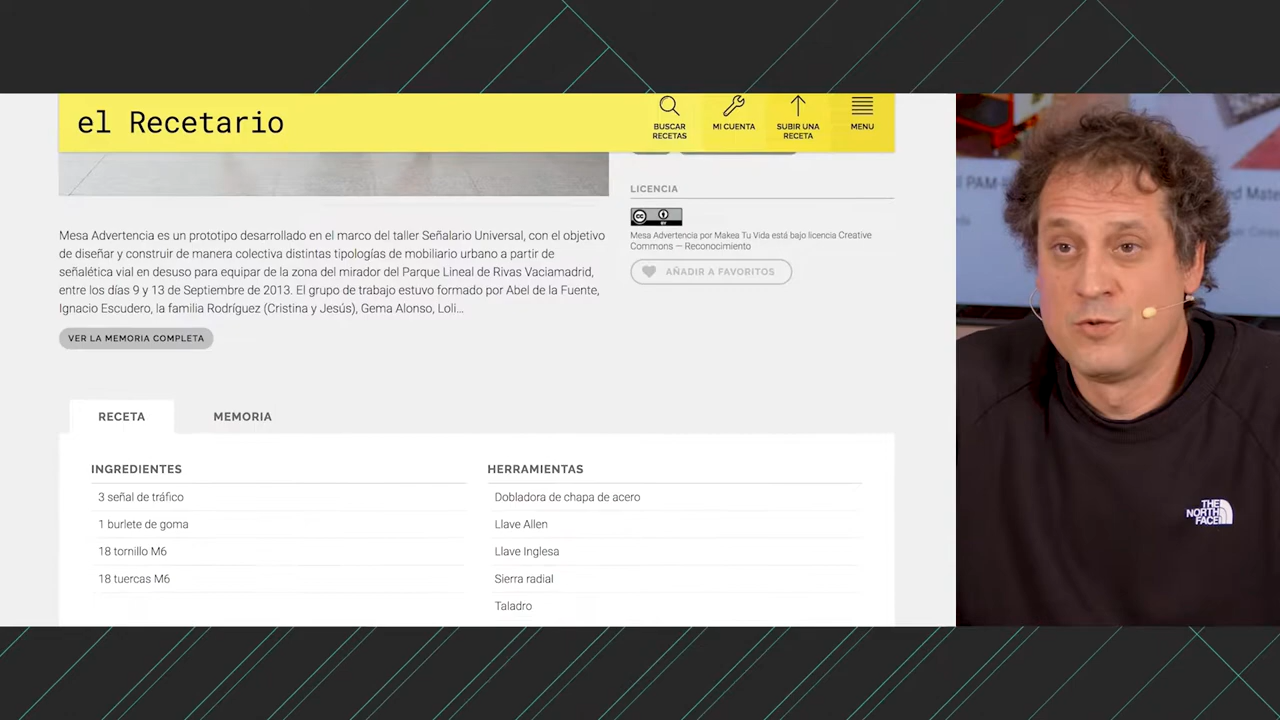 el Recetario
BUSCAR
RECETAS
MI CUENTA
SUBIR UNA
RECETA
MENU
LICENCIA
CC
BY
Mesa Advertencia por Makea Tu Vida está bajo licencia Creative
Commons — Reconocimiento
AÑADIR A FAVORITOS
Mesa Advertencia es un prototipo desarrollado en el marco del taller Señalario Universal, con el objetivo
de diseñar y construir de manera colectiva distintas tipologías de mobiliario urbano a partir de
señalética vial en desuso para equipar de la zona del mirador del Parque Lineal de Rivas Vaciamadrid,
entre los días 9 y 13 de Septiembre de 2013. El grupo de trabajo estuvo formado por Abel de la Fuente,
Ignacio Escudero, la familia Rodríguez (Cristina y Jesús), Gema Alonso, Loli...
VER LA MEMORIA COMPLETA
RECETA
MEMORIA
INGREDIENTES
3 señal de tráfico
1 burlete de goma
18 tornillo M6
18 tuercas M6
HERRAMIENTAS
Dobladora de chapa de acero
Llave Allen
Llave Inglesa
Sierra radial
Taladro
THE
NORTH
FACE